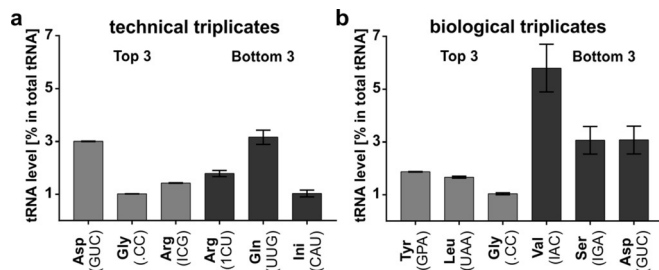 a technical triplicates
Top 3 Bottom 3
tRNA level [% in total tRNA]
7
5
3
1
Asp (GUC)
Gly (.CC)
Arg (ICG)
Arg (1CU)
Gln (UUG)
Ini (CAU)
b biological triplicates
Top 3 Bottom 3
tRNA level [% in total tRNA]
7
5
3
1
Tyr (GPA)
Leu (UAA)
Gly (.CC)
Val (IAC)
Ser (IGA)
Asp (GUC)